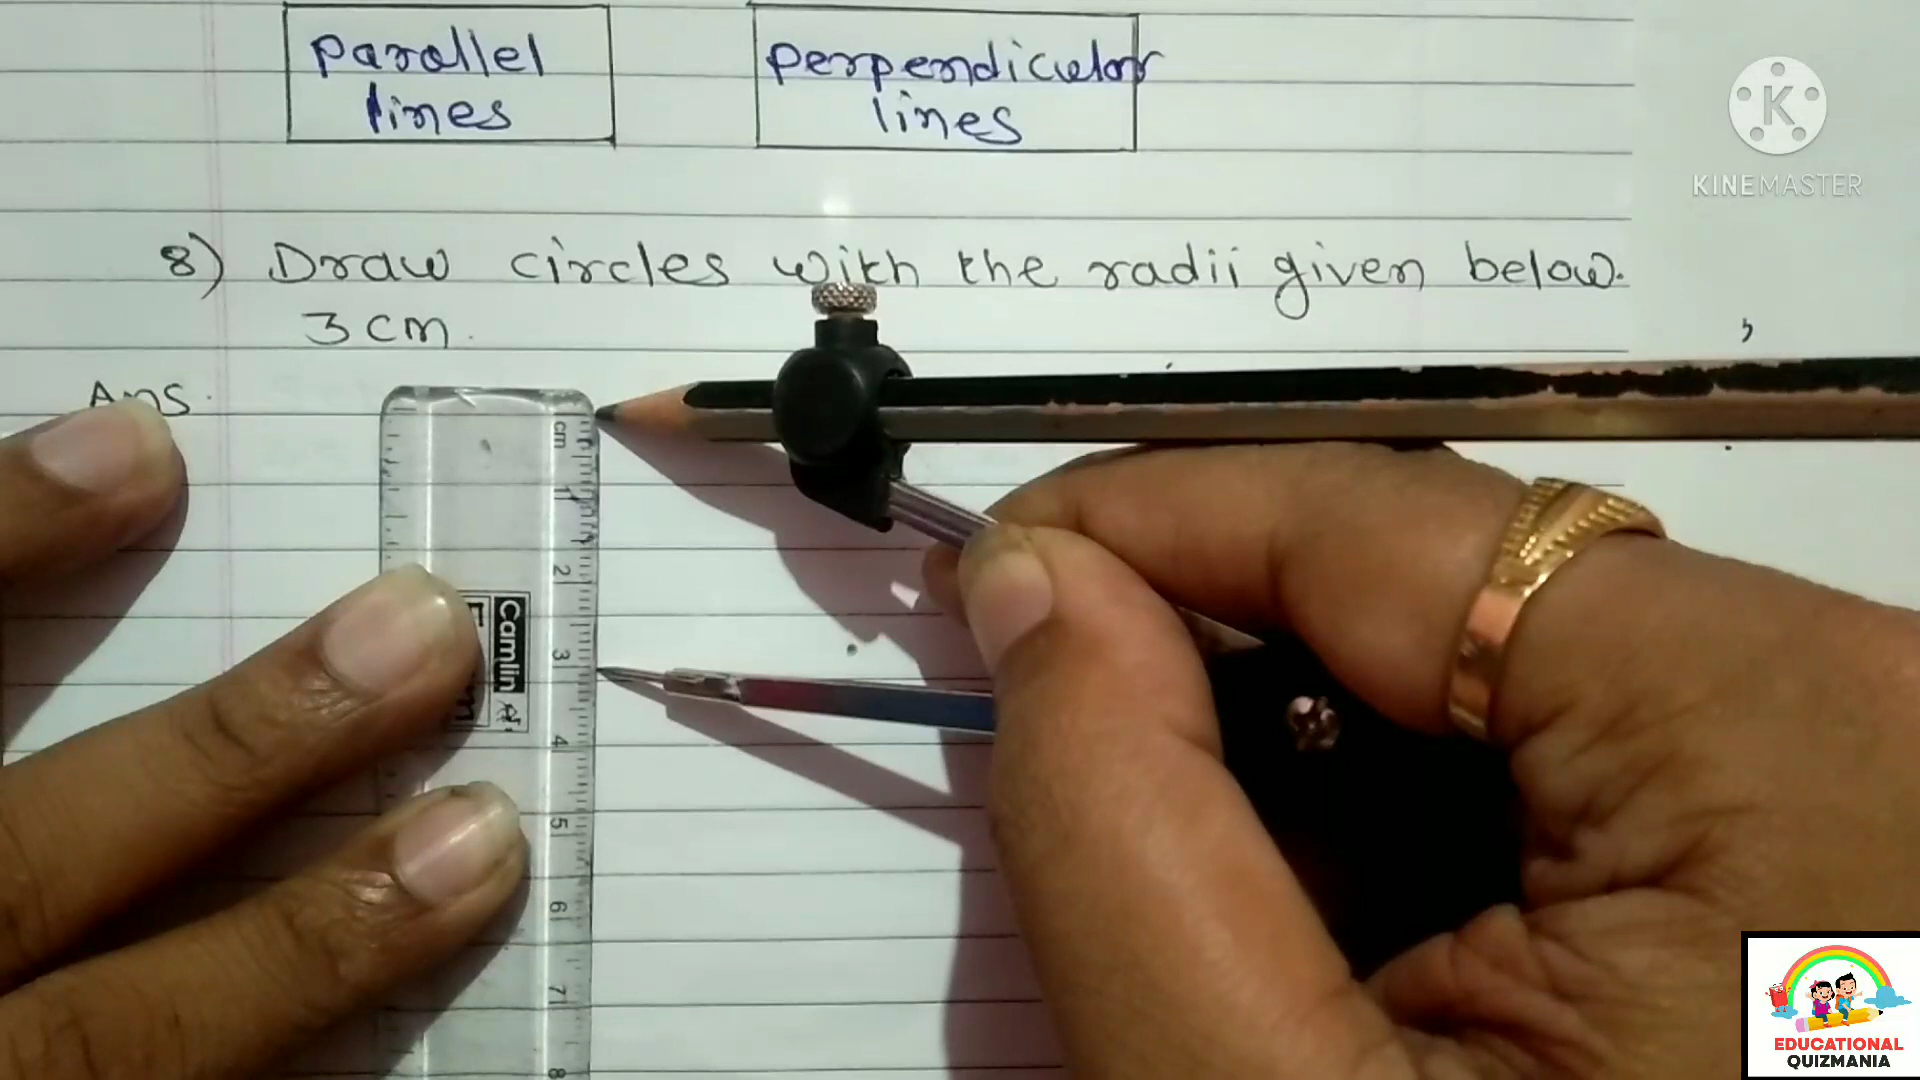 Parallel
lines
Perpendicular
lines
KINEMASTER
8) Draw circles with the radii given below.
3 cm.
Ans.
cm
1
2
3
Camlin
4
5
6
7
8
EDUCATIONAL
QUIZMANIA